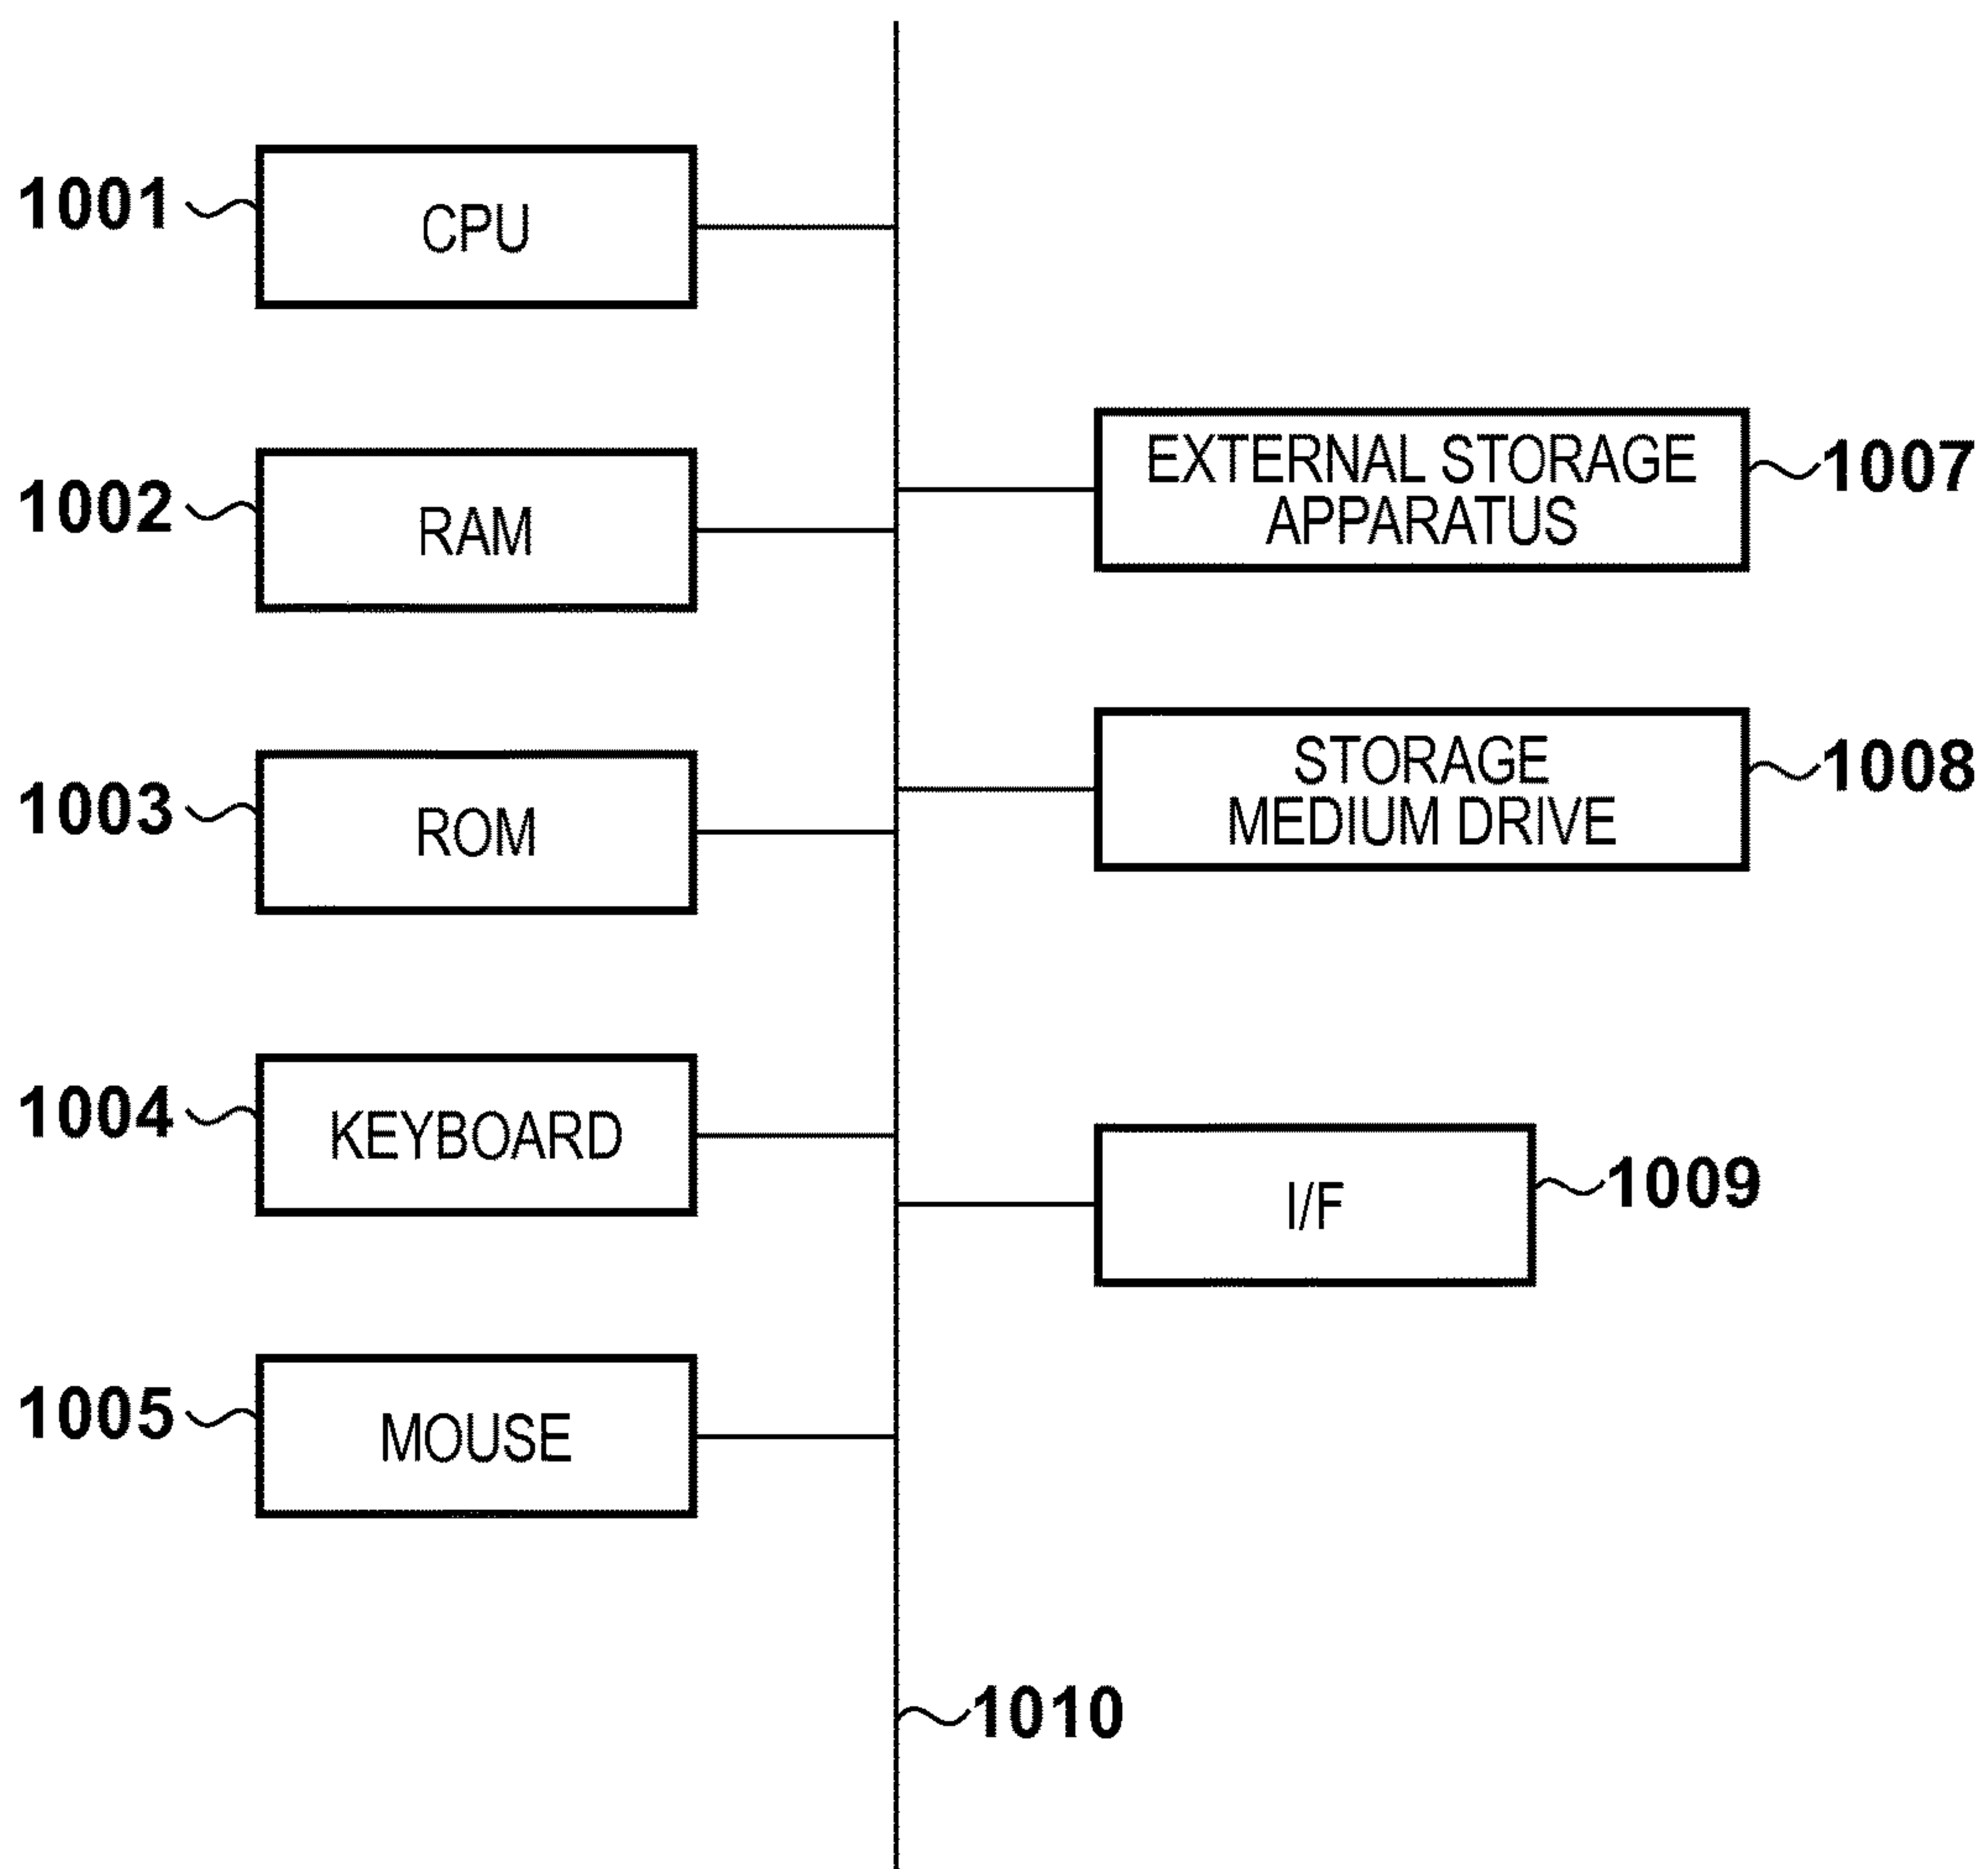 1001
CPU
1002
RAM
1003
ROM
1004
KEYBOARD
1005
MOUSE
EXTERNAL STORAGE
APPARATUS
1007
STORAGE
MEDIUM DRIVE
1008
I/F
1009
1010